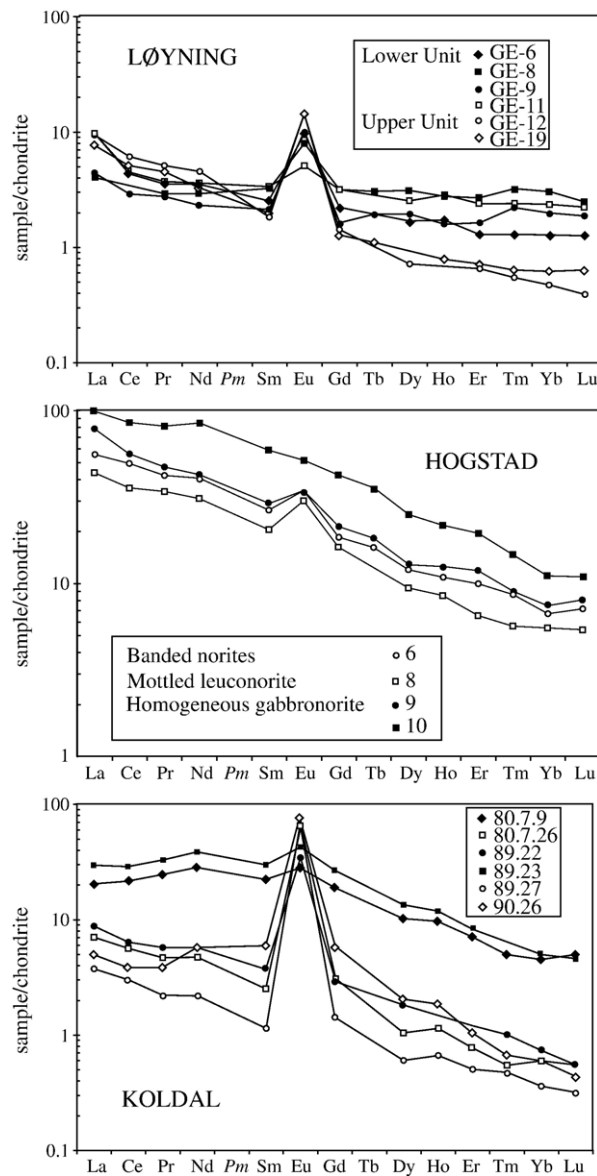 10
LØYNING
Lower Unit
GE-6
GE-8
GE-9
GE-11
Upper Unit
GE-12
GE-19
10
sample/chondrite
1
0.1
La Ce Pr Nd Pm Sm Eu Gd Tb Dy Ho Er Tm Yb Lu
100
HOGSTAD
sample/chondrite
10
Banded norites 6
Mottled leuconorite 8
Homogeneous gabbronorite 9
10
1
La Ce Pr Nd Pm Sm Eu Gd Tb Dy Ho Er Tm Yb Lu
100
80.7.9
80.7.26
89.22
89.23
89.27
90.26
10
sample/chondrite
1
KOLDAL
0.1
La Ce Pr Nd Pm Sm Eu Gd Tb Dy Ho Er Tm Yb Lu